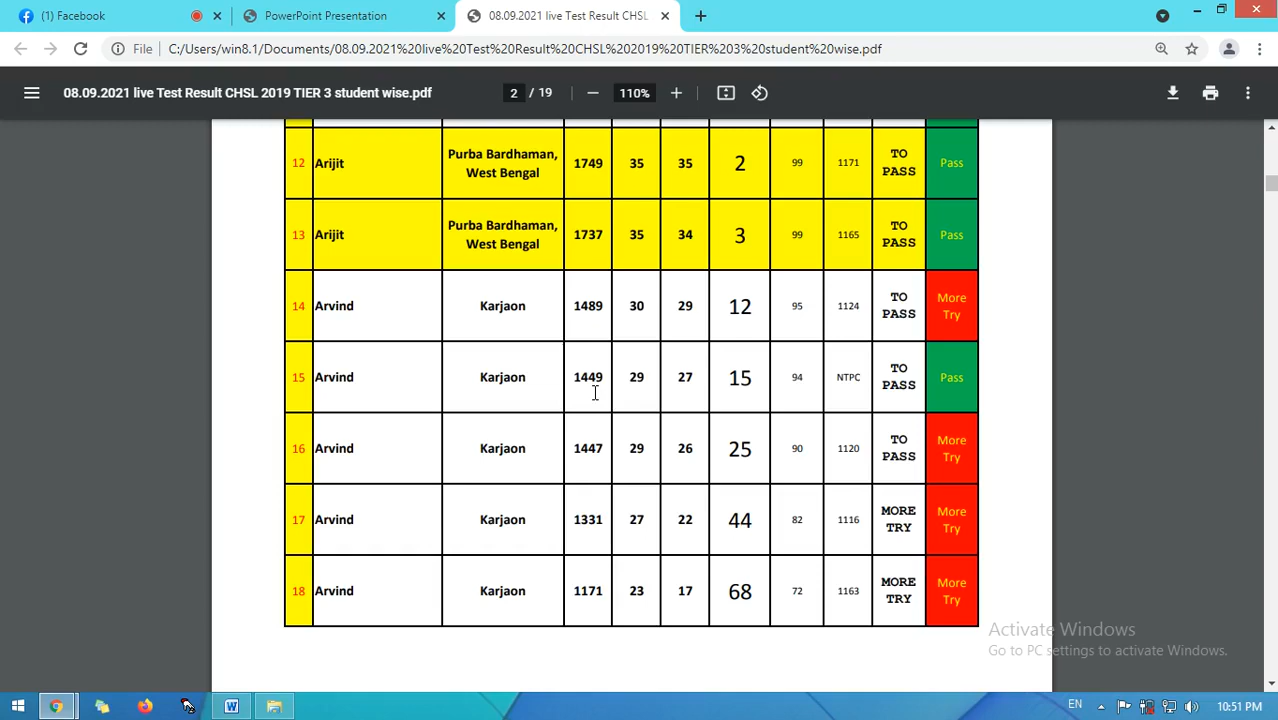 (1) Facebook
PowerPoint Presentation
08.09.2021 live Test Result CHSL
File
C:/Users/win8.1/Documents/08.09.2021%20live%20Test%20Result%20CHSL%202019%20TIER%203%20student%20wise.pdf
08.09.2021 live Test Result CHSL 2019 TIER 3 student wise.pdf
2 / 19
110%
12 Arijit Purba Bardhaman, West Bengal 1749 35 35 2 99 1171 TO PASS Pass
13 Arijit Purba Bardhaman, West Bengal 1737 35 34 3 99 1165 TO PASS Pass
14 Arvind Karjaon 1489 30 29 12 95 1124 TO PASS More Try
15 Arvind Karjaon 1449 29 27 15 94 NTPC TO PASS Pass
16 Arvind Karjaon 1447 29 26 25 90 1120 TO PASS More Try
17 Arvind Karjaon 1331 27 22 44 82 1116 MORE TRY More Try
18 Arvind Karjaon 1171 23 17 68 72 1163 MORE TRY More Try
Activate Windows
Go to PC settings to activate Windows.
EN
10:51 PM